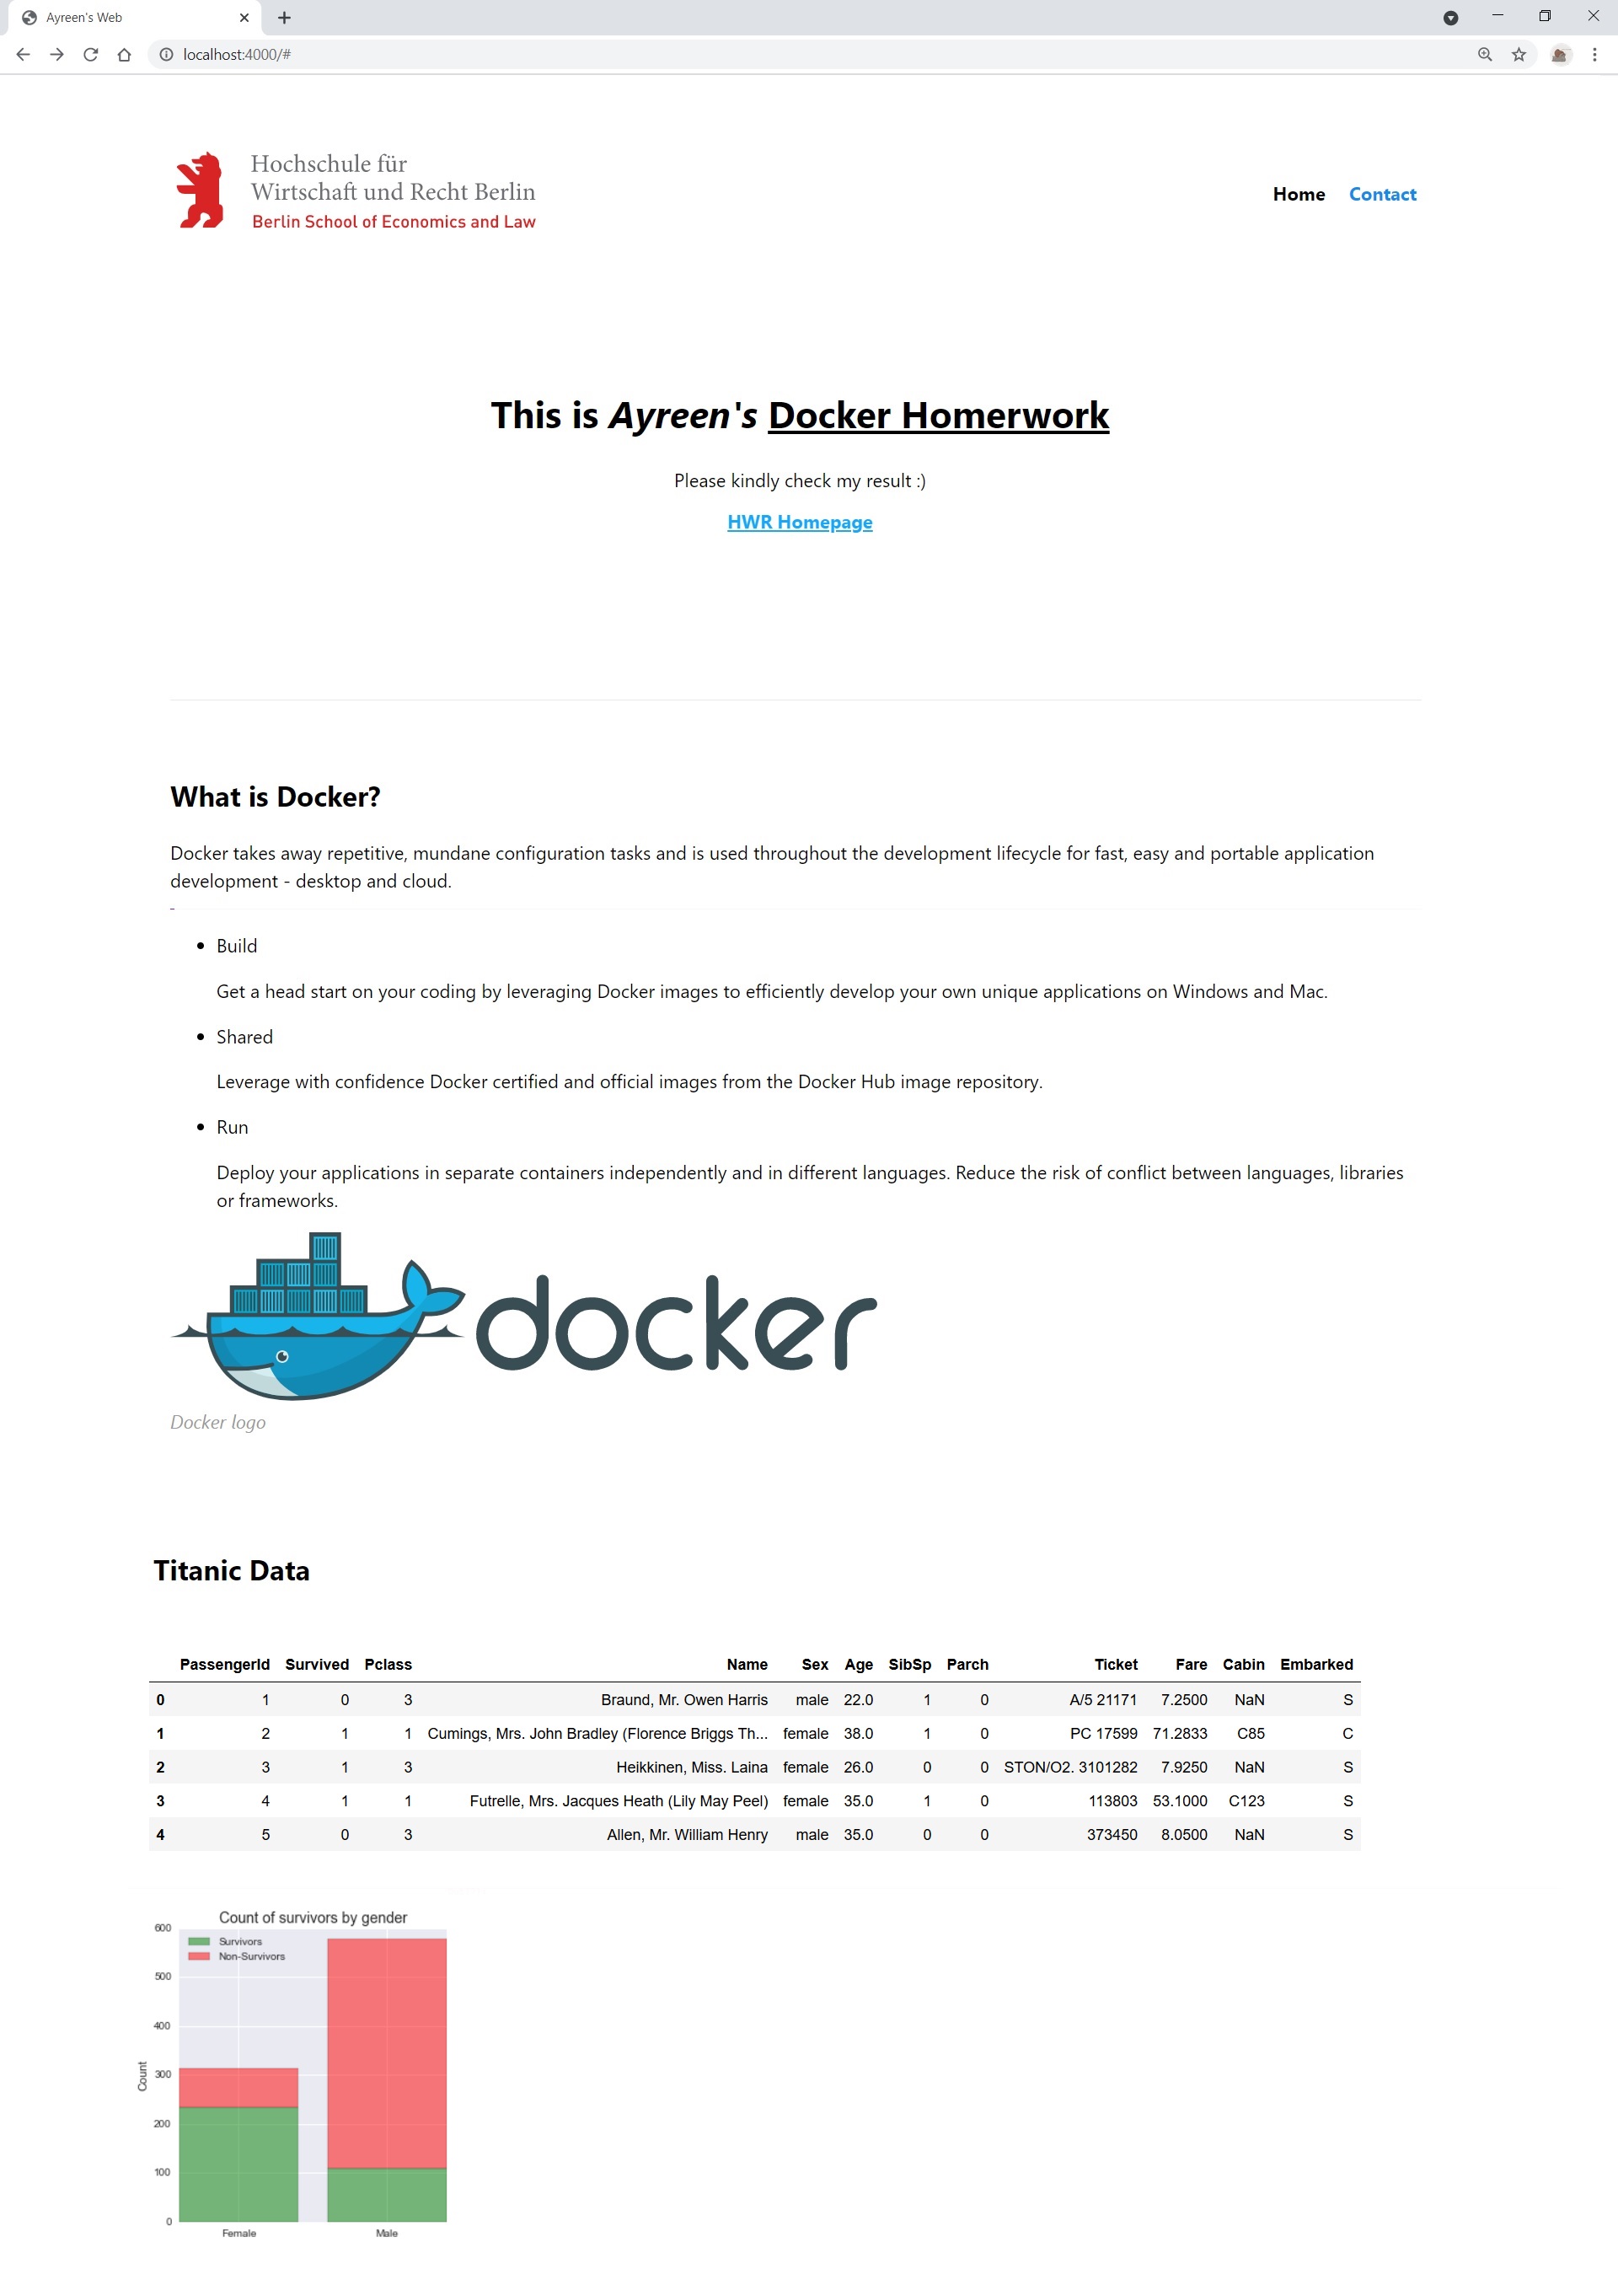 Ayreen's Web
localhost:4000/#
Hochschule für
Wirtschaft und Recht Berlin
Berlin School of Economics and Law
Home Contact
This is Ayreen's Docker Homerwork
Please kindly check my result :)
HWR Homepage
What is Docker?
Docker takes away repetitive, mundane configuration tasks and is used throughout the development lifecycle for fast, easy and portable application
development - desktop and cloud.
Build
Get a head start on your coding by leveraging Docker images to efficiently develop your own unique applications on Windows and Mac.
Shared
Leverage with confidence Docker certified and official images from the Docker Hub image repository.
Run
Deploy your applications in separate containers independently and in different languages. Reduce the risk of conflict between languages, libraries
or frameworks.
docker
Docker logo
Titanic Data
PassengerId Survived Pclass Name Sex Age SibSp Parch Ticket Fare Cabin Embarked
0 1 0 3 Braund, Mr. Owen Harris male 22.0 1 0 A/5 21171 7.2500 NaN S
1 2 1 1 Cumings, Mrs. John Bradley (Florence Briggs Th... female 38.0 1 0 PC 17599 71.2833 C85 C
2 3 1 3 Heikkinen, Miss. Laina female 26.0 0 0 STON/O2. 3101282 7.9250 NaN S
3 4 1 1 Futrelle, Mrs. Jacques Heath (Lily May Peel) female 35.0 1 0 113803 53.1000 C123 S
4 5 0 3 Allen, Mr. William Henry male 35.0 0 0 373450 8.0500 NaN S
Count of survivors by gender
Survivors
Non-Survivors
600
500
400
300
200
100
0
Count
Female Male